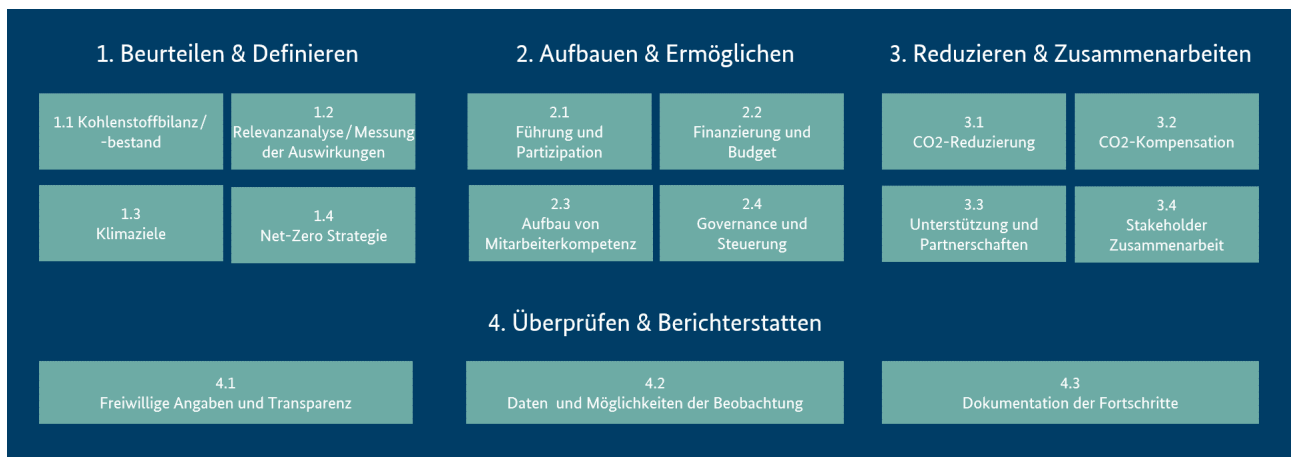 1. Beurteilen & Definieren
1.1 Kohlenstoffbilanz/
-bestand
1.2
Relevanzanalyse/Messung
der Auswirkungen
1.3
Klimaziele
1.4
Net-Zero Strategie
2. Aufbauen & Ermöglichen
2.1
Führung und
Partizipation
2.2
Finanzierung und
Budget
2.3
Aufbau von
Mitarbeiterkompetenz
2.4
Governance und
Steuerung
3. Reduzieren & Zusammenarbeiten
3.1
CO2-Reduzierung
3.2
CO2-Kompensation
3.3
Unterstützung und
Partnerschaften
3.4
Stakeholder
Zusammenarbeit
4. Überprüfen & Berichterstatten
4.1
Freiwillige Angaben und Transparenz
4.2
Daten und Möglichkeiten der Beobachtung
4.3
Dokumentation der Fortschritte